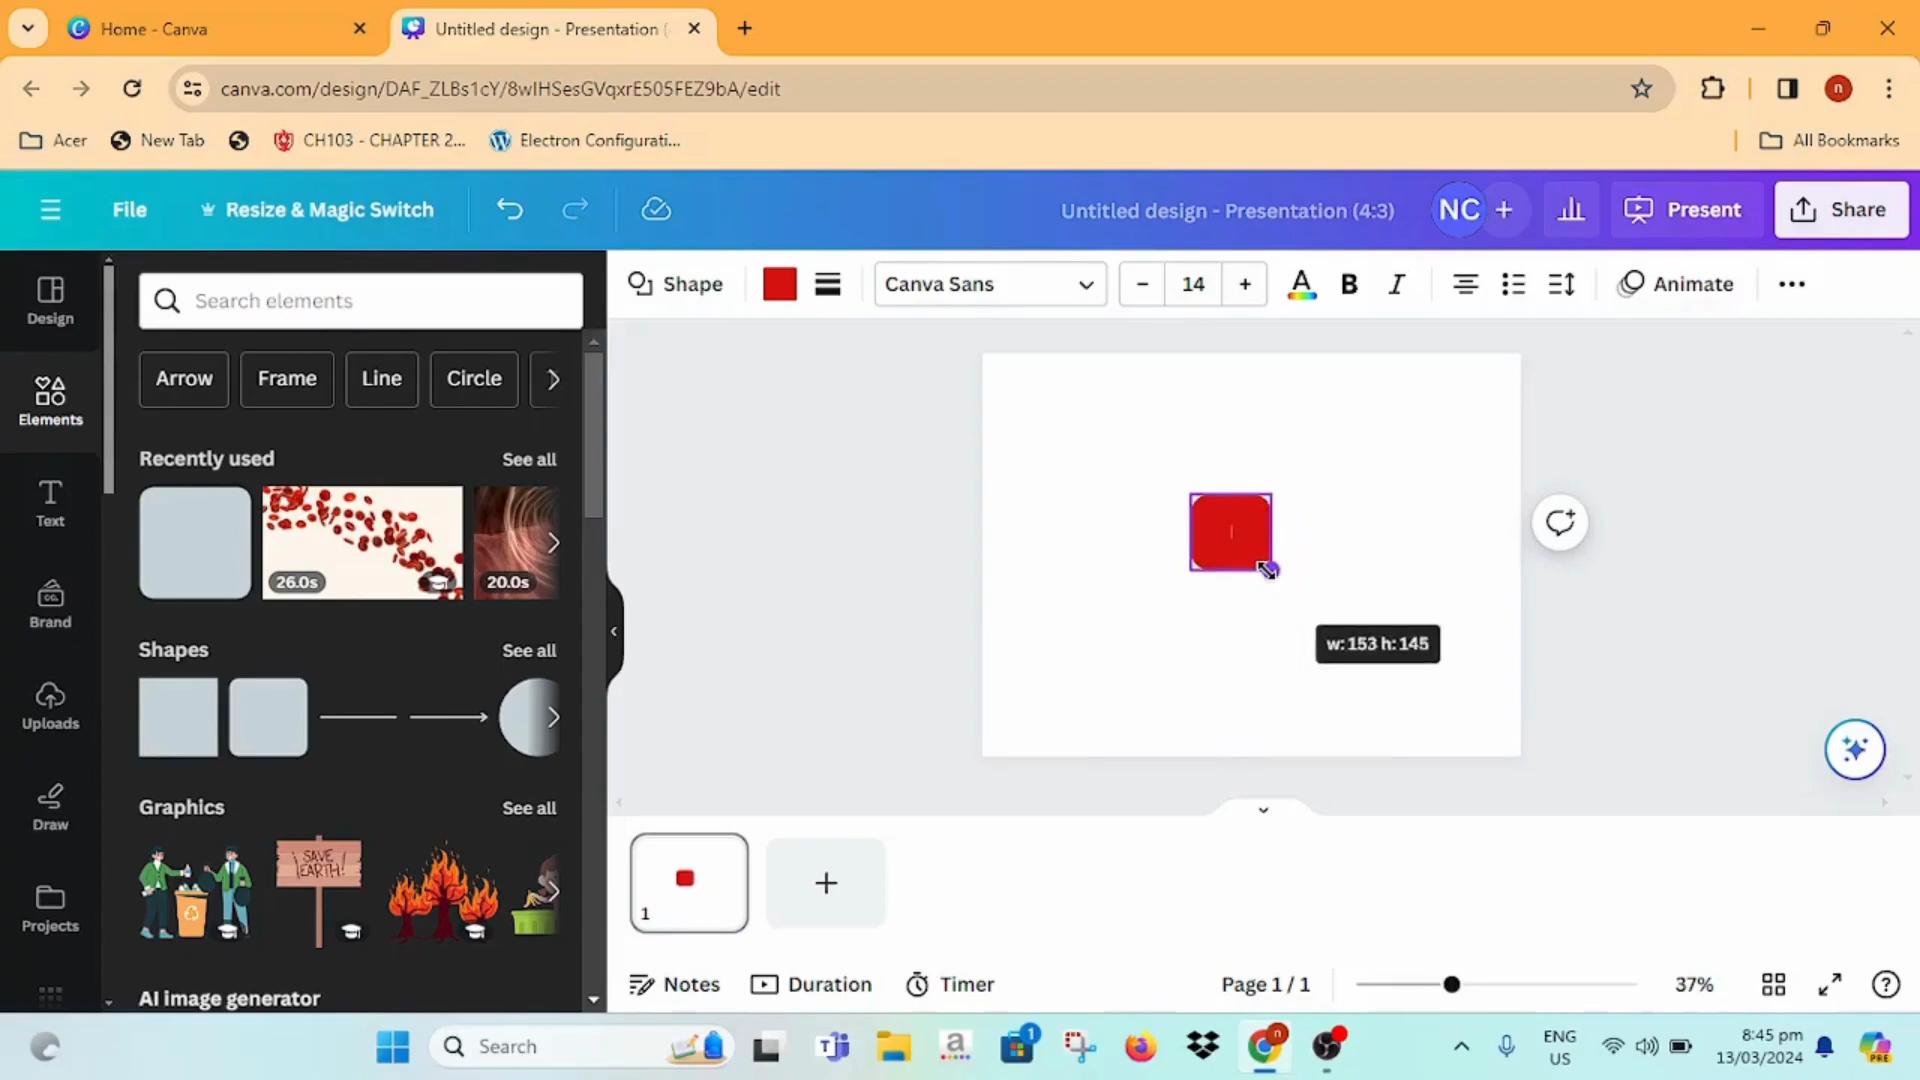 Home - Canva
Untitled design - Presentation (
canva.com/design/DAF_ZLBs1cY/8wIHSesGVqxrE505FEZ9bA/edit
n
Acer
New Tab
CH103 - CHAPTER 2...
Electron Configurati...
All Bookmarks
File
Resize & Magic Switch
Untitled design - Presentation (4:3)
NC
Present
Share
Design
Elements
Text
Brand
Uploads
Draw
Projects
Search elements
Arrow
Frame
Line
Circle
Recently used
See all
26.0s
20.0s
Shapes
See all
Graphics
See all
SAVE
EARTH!
AI image generator
Shape
Canva Sans
14
A
B
I
Animate
w: 153 h: 145
1
Notes
Duration
Timer
Page 1 / 1
37%
Search
1
n
ENG
US
8:45 pm
13/03/2024
PRE